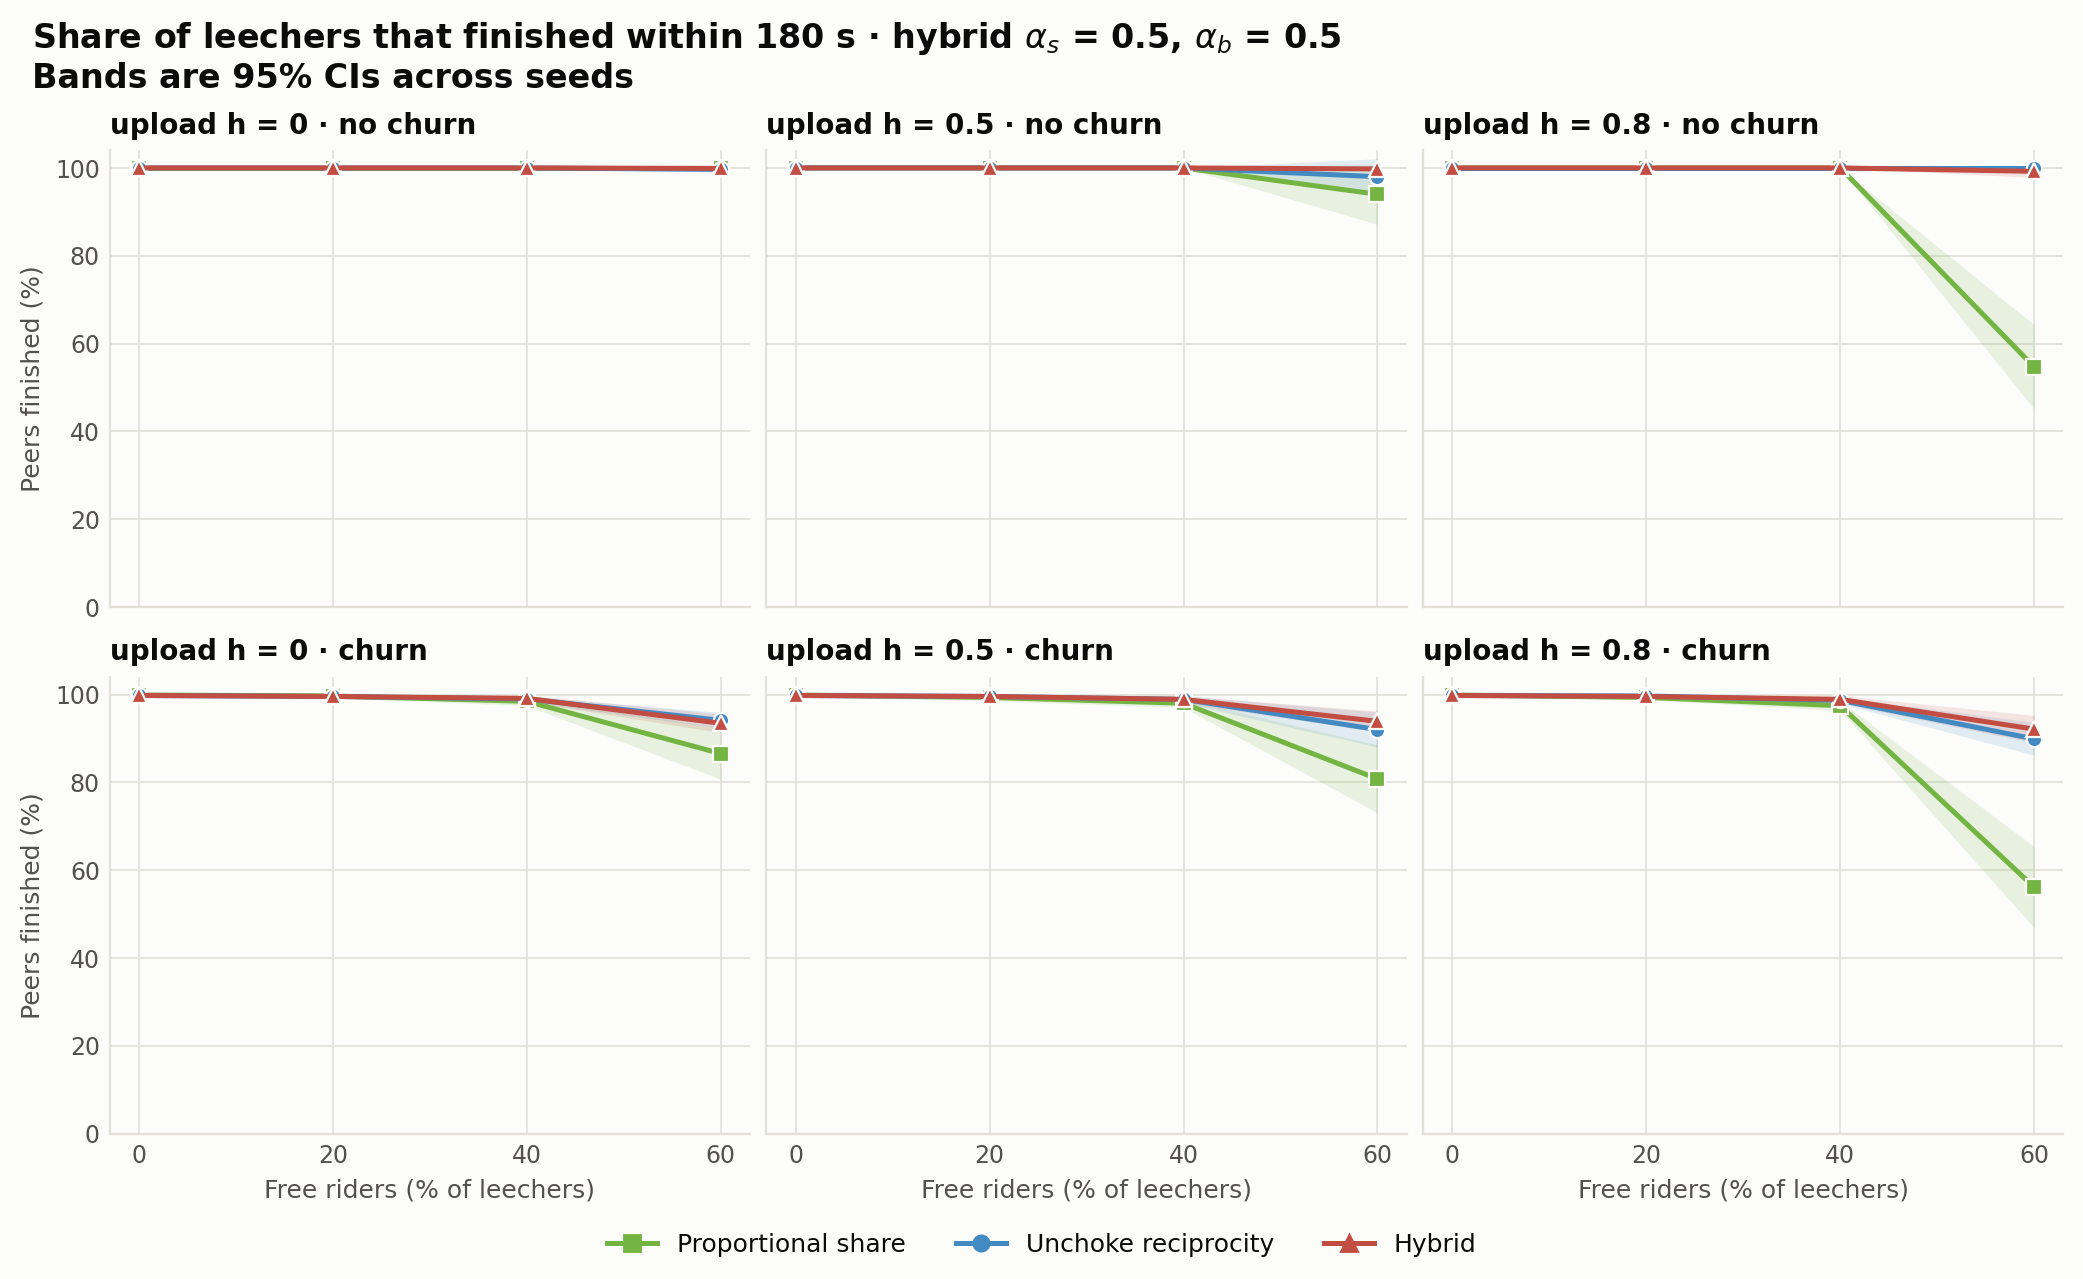 Share of leechers that finished within 180 s · hybrid αₛ = 0.5, α_b = 0.5
Bands are 95% CIs across seeds
upload h = 0 · no churn
upload h = 0.5 · no churn
upload h = 0.8 · no churn
Peers finished (%)
100
80
60
40
20
0
upload h = 0 · churn
upload h = 0.5 · churn
upload h = 0.8 · churn
Peers finished (%)
100
80
60
40
20
0
0 20 40 60
0 20 40 60
0 20 40 60
Free riders (% of leechers)
Free riders (% of leechers)
Free riders (% of leechers)
Proportional share
Unchoke reciprocity
Hybrid